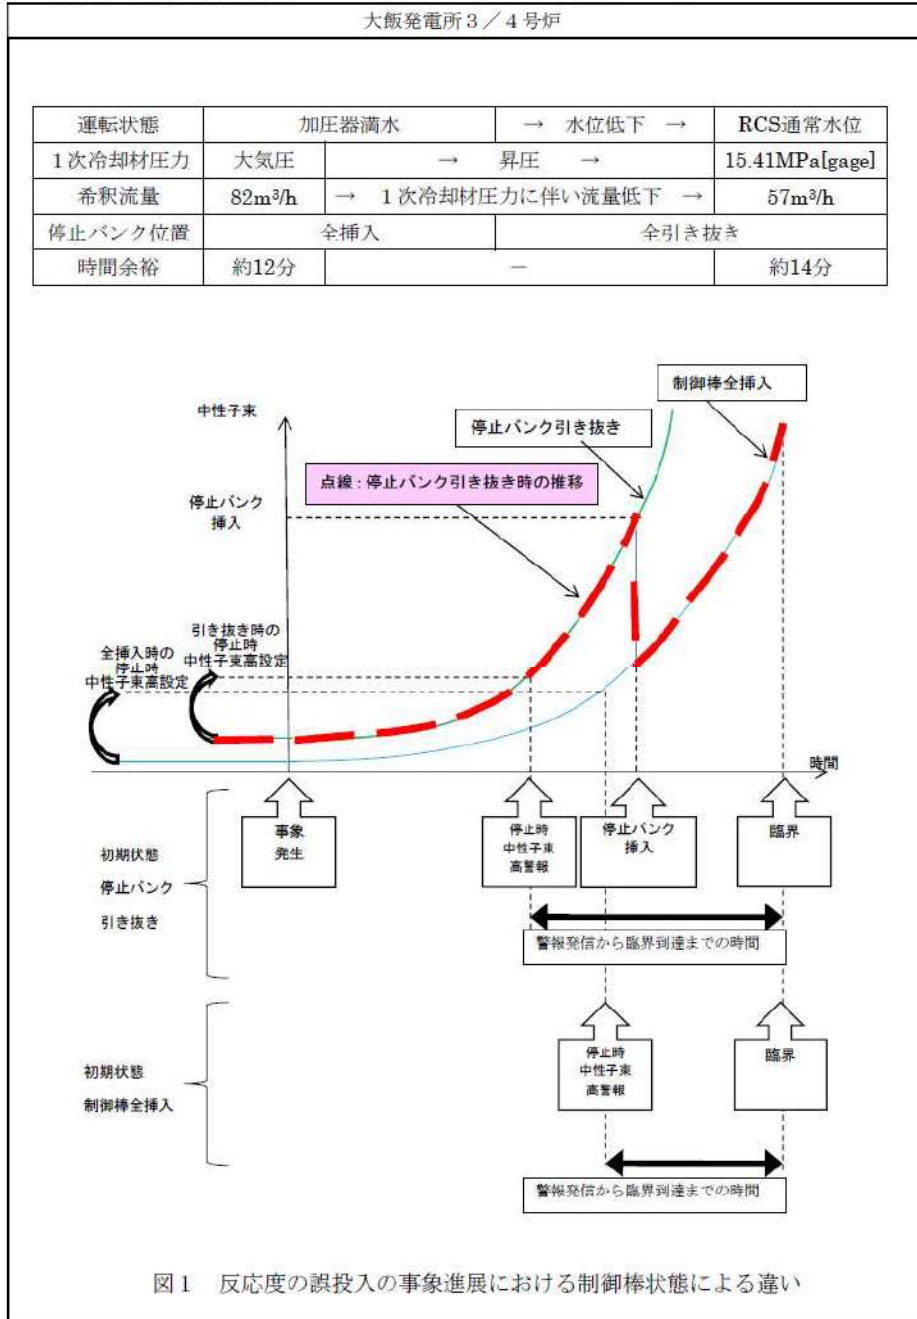 大飯発電所3／4号炉
運転状態 加圧器満水 → 水位低下 → RCS通常水位
1次冷却材圧力 大気圧 → 昇圧 → 15.41MPa[gage]
希釈流量 82m³/h → 1次冷却材圧力に伴い流量低下 → 57m³/h
停止バンク位置 全挿入 全引き抜き
時間余裕 約12分 － 約14分
制御棒全挿入
中性子束
停止バンク引き抜き
点線：停止バンク引き抜き時の推移
停止バンク
挿入
引き抜き時の
停止時
中性子束高設定
全挿入時の
停止時
中性子束高設定
時間
事象
発生
停止時
中性子束
高警報
停止バンク
挿入
臨界
初期状態
停止バンク
引き抜き
警報発信から臨界到達までの時間
停止時
中性子束
高警報
臨界
初期状態
制御棒全挿入
警報発信から臨界到達までの時間
図1　反応度の誤投入の事象進展における制御棒状態による違い